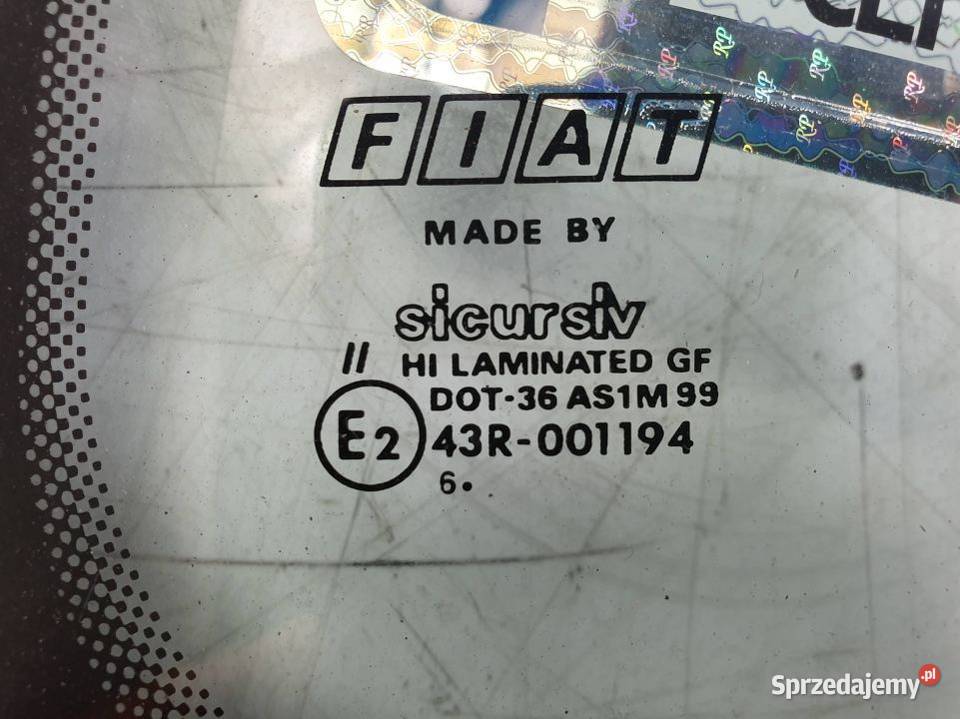 FIAT
MADE BY
sicursiv
II HI LAMINATED GF
DOT-36 AS1M 99
E2 43R-001194
6.
Sprzedajemy.pl